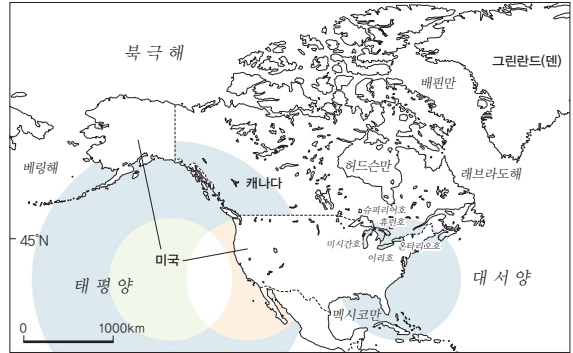 북극해
그린란드(덴)
배핀만
베링해
캐나다
허드슨만
래브라도해
슈피리어호
휴런호
45°N
미시간호
온타리오호
미국
이리호
태평양
대서양
멕시코만
0 1000km